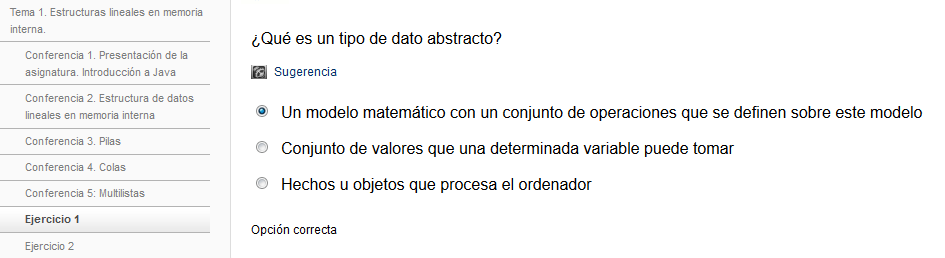 Tema 1. Estructuras lineales en memoria
interna.
Conferencia 1. Presentación de la
asignatura. Introducción a Java
Conferencia 2. Estructura de datos
lineales en memoria interna
Conferencia 3. Pilas
Conferencia 4. Colas
Conferencia 5: Multilistas
Ejercicio 1
Ejercicio 2
¿Qué es un tipo de dato abstracto?
Sugerencia
Un modelo matemático con un conjunto de operaciones que se definen sobre este modelo
Conjunto de valores que una determinada variable puede tomar
Hechos u objetos que procesa el ordenador
Opción correcta